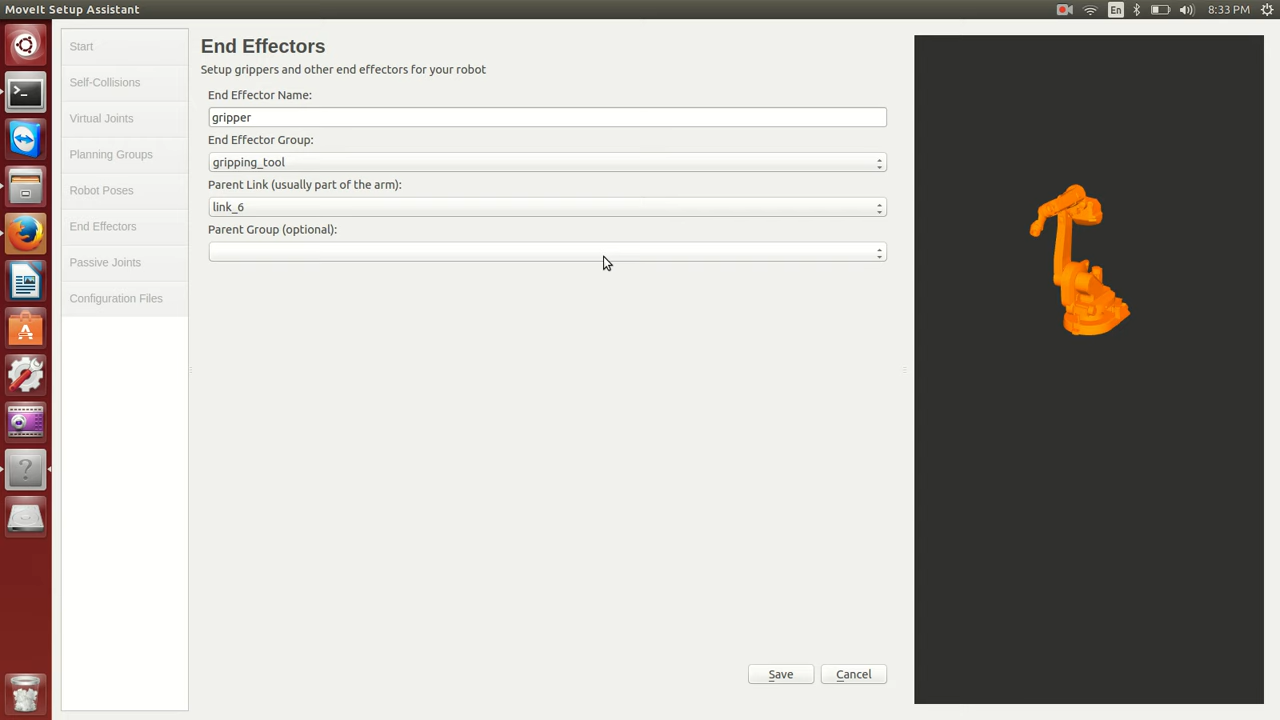 MoveIt Setup Assistant
En
8:33 PM
Start
Self-Collisions
Virtual Joints
Planning Groups
Robot Poses
End Effectors
Passive Joints
Configuration Files
End Effectors
Setup grippers and other end effectors for your robot
End Effector Name:
gripper
End Effector Group:
gripping_tool
Parent Link (usually part of the arm):
link_6
Parent Group (optional):
Save
Cancel